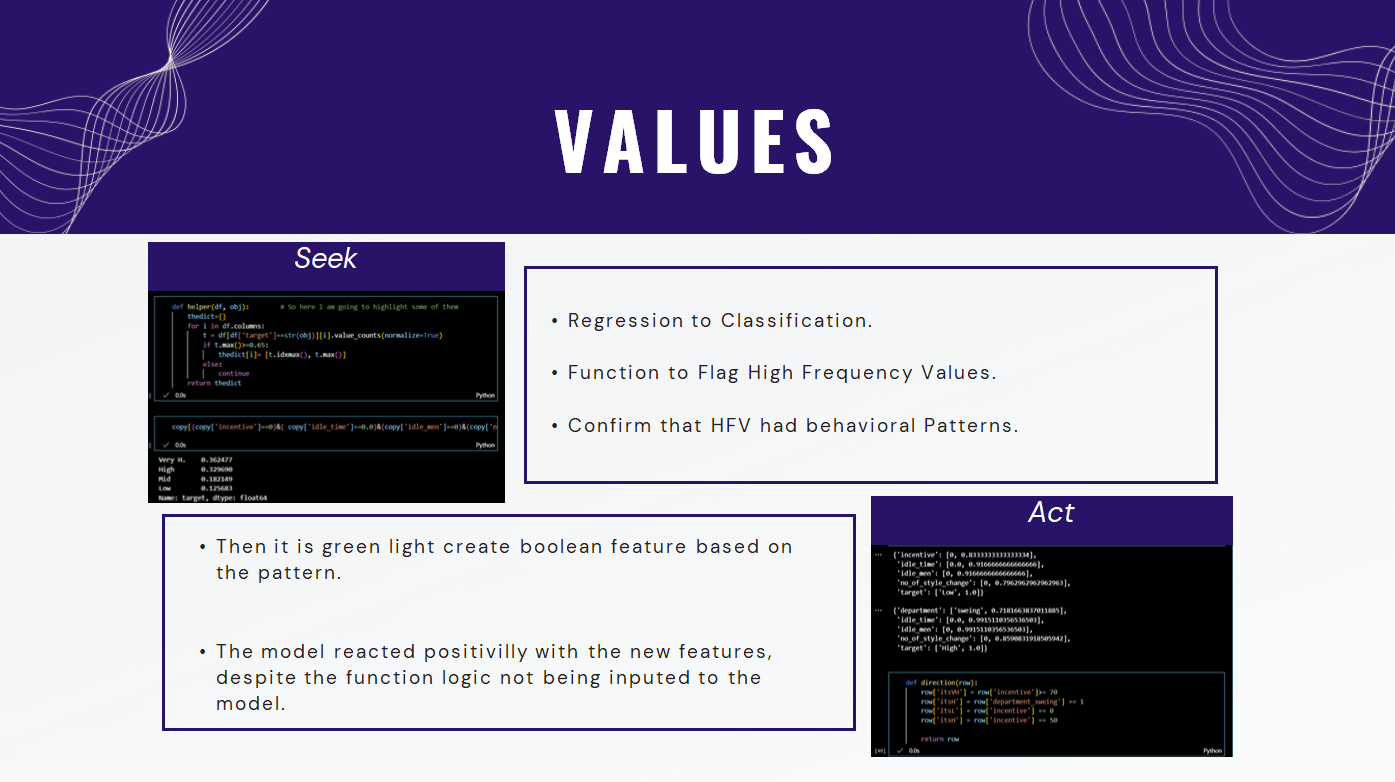 VALUES
Seek
def helper(df, obj): # So here I am going to highlight some of them
thedict={}
for i in df.columns:
t = df[df['target']==str(obj)][i].value_counts(normalize=True)
if t.max()>=0.65:
thedict[i]= [t.idxmax(), t.max()]
else:
continue
return thedict
✓ 0.0s Python
copy[(copy['incentive']==0)&( copy['idle_time']==0.0)&(copy['idle_men']==0)&(copy['n
✓ 0.0s Python
Very H. 0.362477
High 0.329690
Mid 0.182149
Low 0.125683
Name: target, dtype: float64
• Regression to Classification.
• Function to Flag High Frequency Values.
• Confirm that HFV had behavioral Patterns.
• Then it is green light create boolean feature based on
the pattern.
• The model reacted positivilly with the new features,
despite the function logic not being inputed to the
model.
Act
... {'incentive': [0, 0.8333333333333334],
'idle_time': [0.0, 0.9166666666666666],
'idle_men': [0, 0.9166666666666666],
'no_of_style_change': [0, 0.7962962962962963],
'target': ['Low', 1.0]}
... {'department': ['sweing', 0.7181663837011885],
'idle_time': [0.0, 0.9915110356536503],
'idle_men': [0, 0.9915110356536503],
'no_of_style_change': [0, 0.8590831918505942],
'target': ['High', 1.0]}
def direction(row):
row['itsVH'] = row['incentive']>= 70
row['itsH'] = row['department_sweing'] == 1
row['itsL'] = row['incentive'] == 0
row['itsH'] = row['incentive'] == 50
return row
✓ 0.0s Python